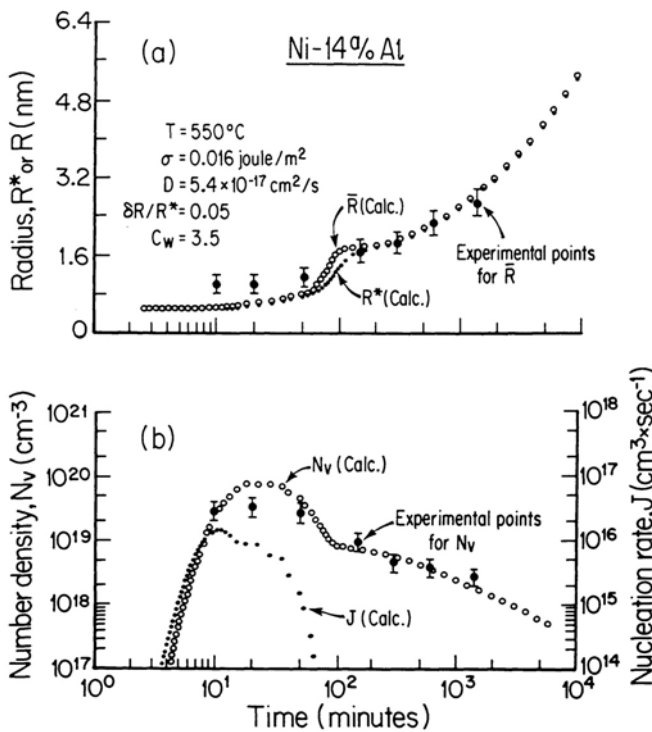 Ni-14%Al
(a)
T = 550°C
σ = 0.016 joule/m²
D = 5.4 × 10⁻¹⁷ cm²/s
δR/R* = 0.05
C_W = 3.5
R̄ (Calc.)
R* (Calc.)
Experimental points
for R̄
Radius, R* or R (nm)
6.4
4.8
3.2
1.6
0
(b)
N_V (Calc.)
Experimental points
for N_V
J (Calc.)
Number density, N_V (cm⁻³)
10²¹
10²⁰
10¹⁹
10¹⁸
10¹⁷
Nucleation rate, J (cm³×sec⁻¹)
10¹⁸
10¹⁷
10¹⁶
10¹⁵
10¹⁴
10⁰ 10¹ 10² 10³ 10⁴
Time (minutes)